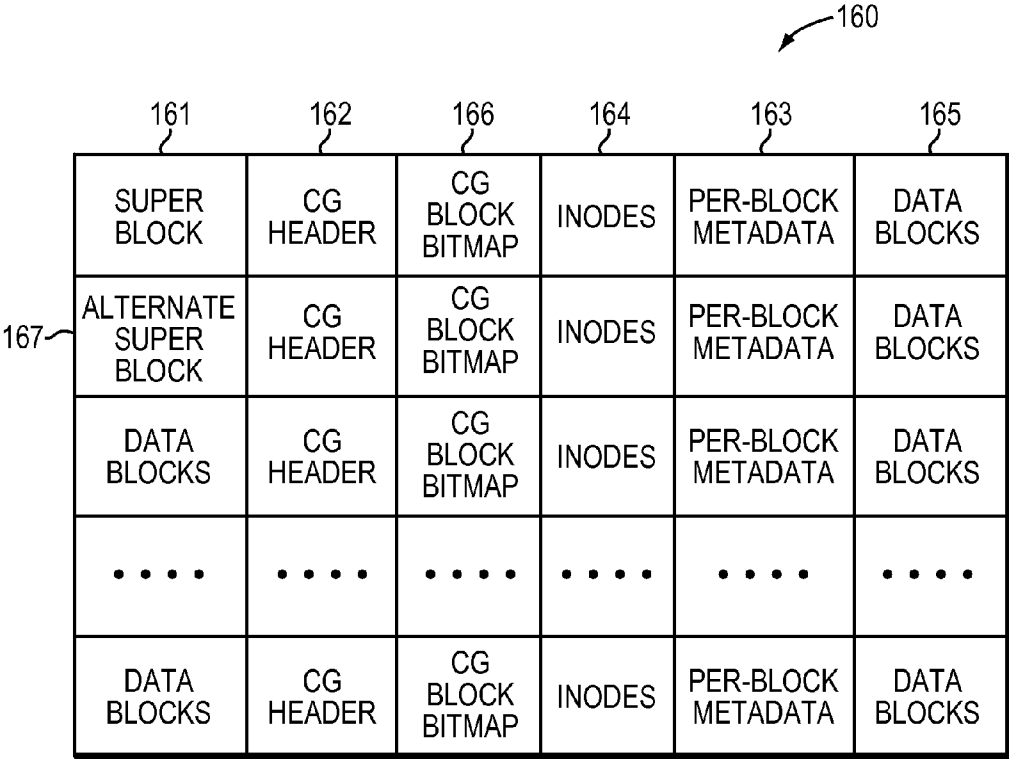 160
161 162 166 164 163 165
SUPER BLOCK
CG HEADER
CG BLOCK BITMAP
INODES
PER-BLOCK METADATA
DATA BLOCKS
167
ALTERNATE SUPER BLOCK
CG HEADER
CG BLOCK BITMAP
INODES
PER-BLOCK METADATA
DATA BLOCKS
DATA BLOCKS
CG HEADER
CG BLOCK BITMAP
INODES
PER-BLOCK METADATA
DATA BLOCKS
• • • • • • • • • • • • • • • • • • • • • • • •
DATA BLOCKS
CG HEADER
CG BLOCK BITMAP
INODES
PER-BLOCK METADATA
DATA BLOCKS